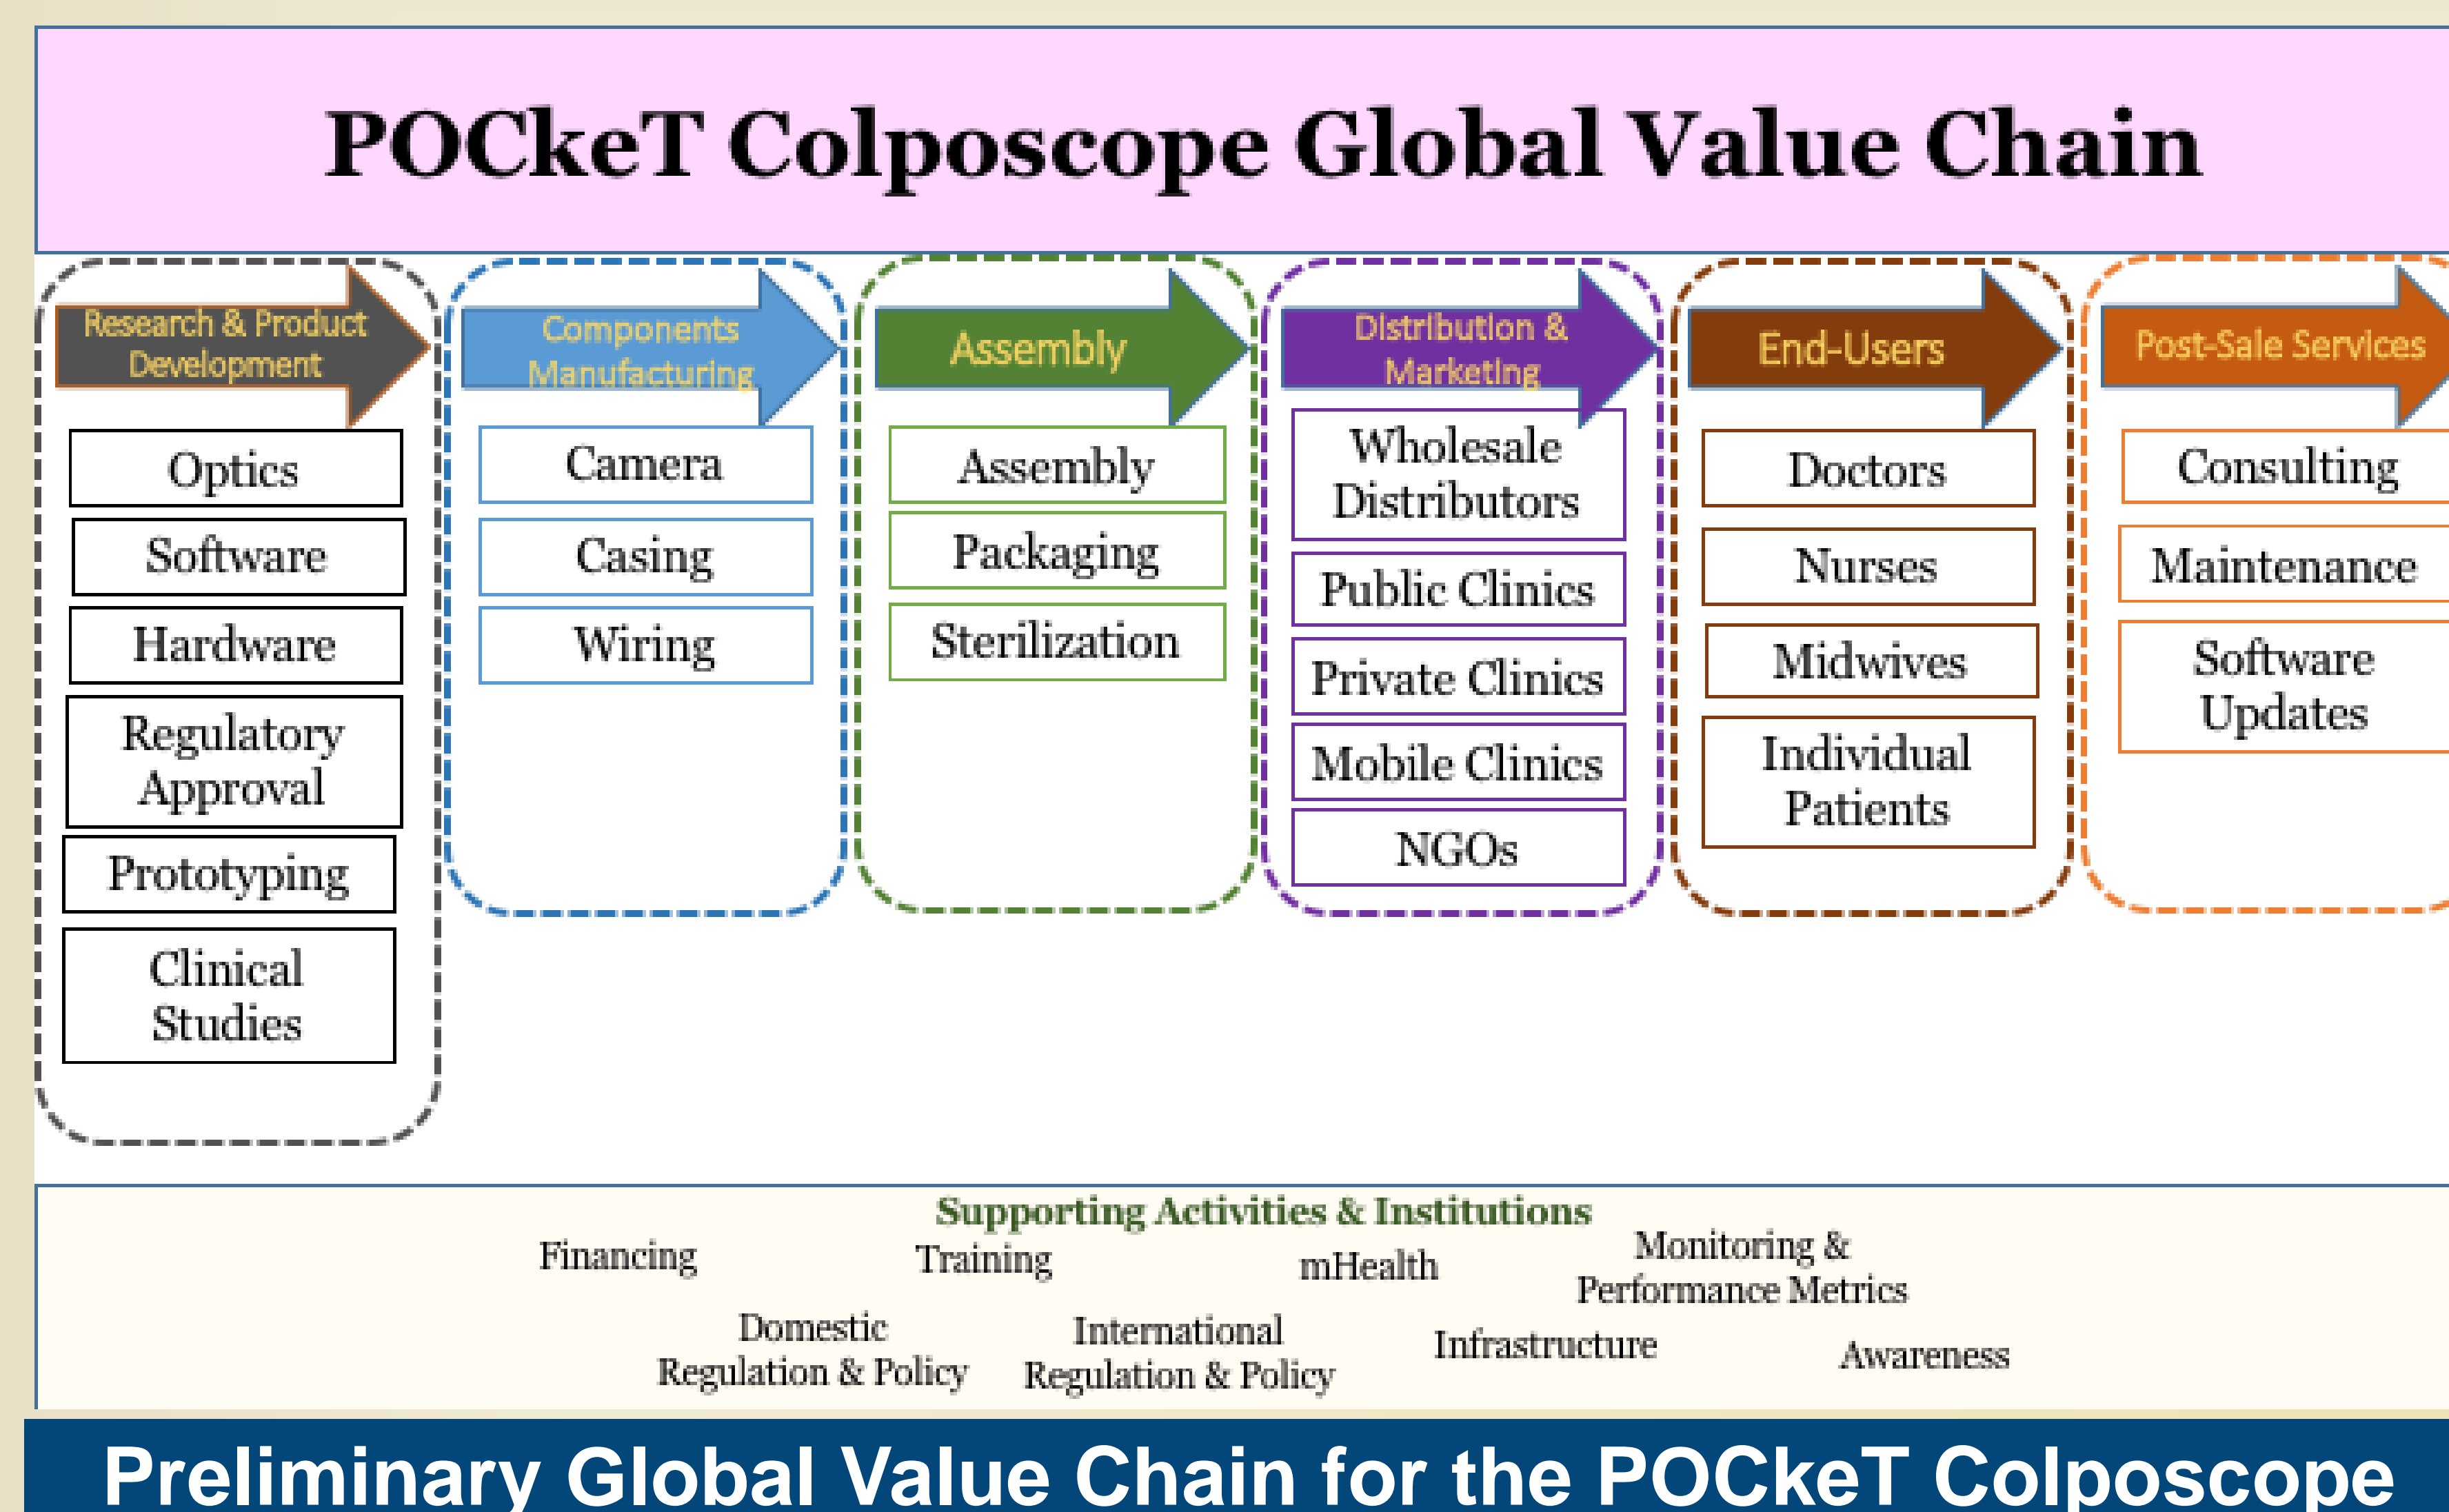 POCkeT Colposcope Global Value Chain
Research & Product
Development
Optics
Software
Hardware
Regulatory
Approval
Prototyping
Clinical
Studies
Components
Manufacturing
Camera
Casing
Wiring
Assembly
Assembly
Packaging
Sterilization
Distribution &
Marketing
Wholesale
Distributors
Public Clinics
Private Clinics
Mobile Clinics
NGOs
End-Users
Doctors
Nurses
Midwives
Individual
Patients
Post-Sale Services
Consulting
Maintenance
Software
Updates
Supporting Activities & Institutions
Financing
Training
mHealth
Monitoring &
Performance Metrics
Domestic
Regulation & Policy
International
Regulation & Policy
Infrastructure
Awareness
Preliminary Global Value Chain for the POCkeT Colposcope